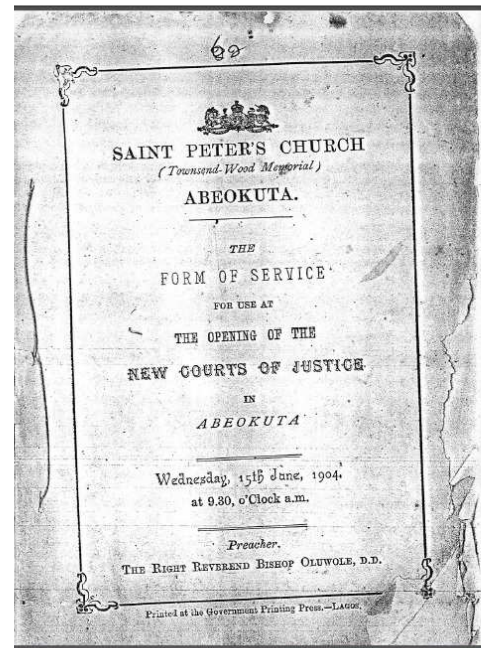 SAINT PETER'S CHURCH
(Townsend-Wood Memorial)
ABEOKUTA.
THE
FORM OF SERVICE
FOR USE AT
THE OPENING OF THE
NEW COURTS OF JUSTICE
IN
ABEOKUTA
Wednesday, 15th June, 1904,
at 9.30, o'Clock a.m.
Preacher.
THE RIGHT REVEREND BISHOP OLUWOLE, D.D.
Printed at the Government Printing Press.—LAGOS.